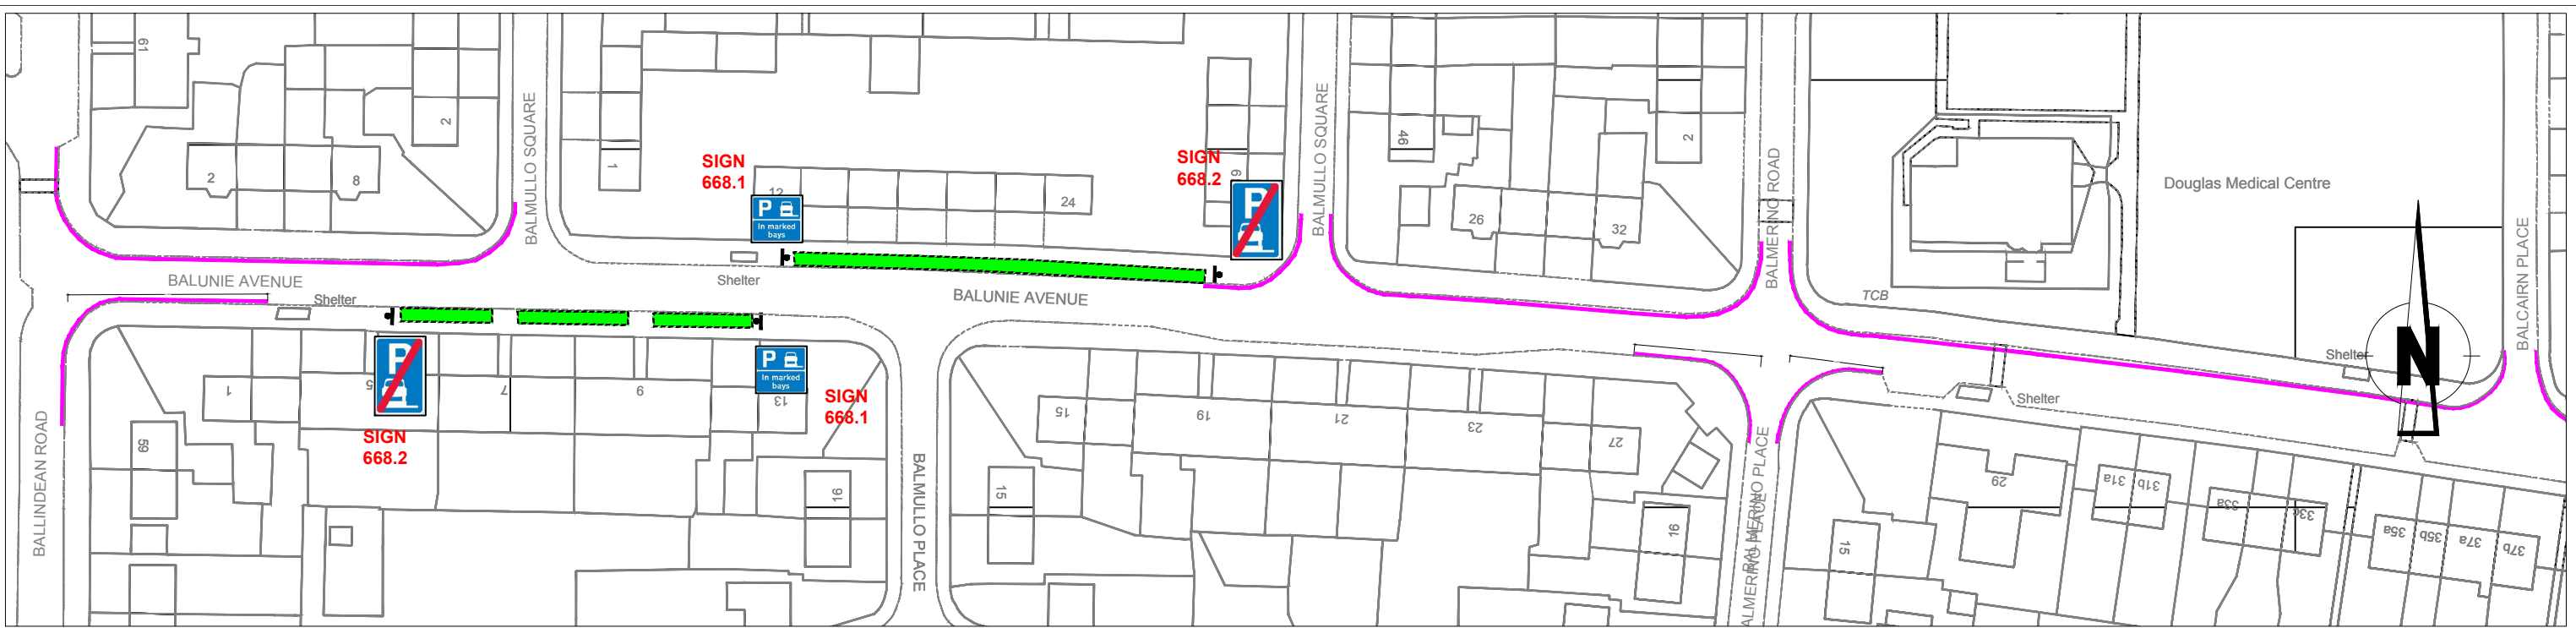 61
2
8
2
BALMULLO SQUARE
1
SIGN
668.1
12
P
In marked
bays
24
SIGN
668.2
6
P
BALMULLO SQUARE
46
26
32
2
BALMERINO ROAD
Douglas Medical Centre
TCB
BALCAIRN PLACE
BALUNIE AVENUE
Shelter
Shelter
BALUNIE AVENUE
Shelter
N
Shelter
1
5
P
7
9
P
In marked
bays
13
SIGN
668.1
SIGN
668.2
BALLINDEAN ROAD
59
16
BALMULLO PLACE
15
15
19
21
23
27
16
BALMERINO PLACE
BALMERINO PLACE
15
29
31a
31b
33a
33c
35a
35b
37a
37b